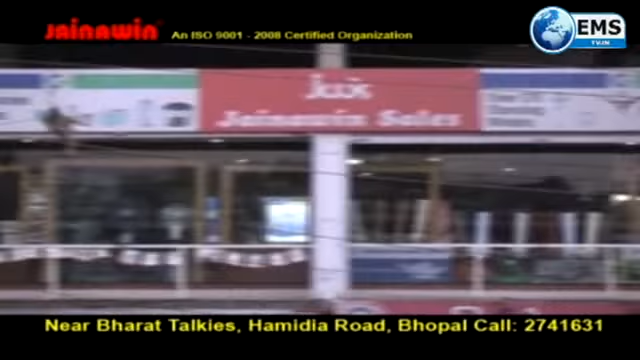 JAINAWIN®
An ISO 9001 - 2008 Certified Organization
EMS
TV.IN
Jainawin Sales
Near Bharat Talkies, Hamidia Road, Bhopal Call: 2741631